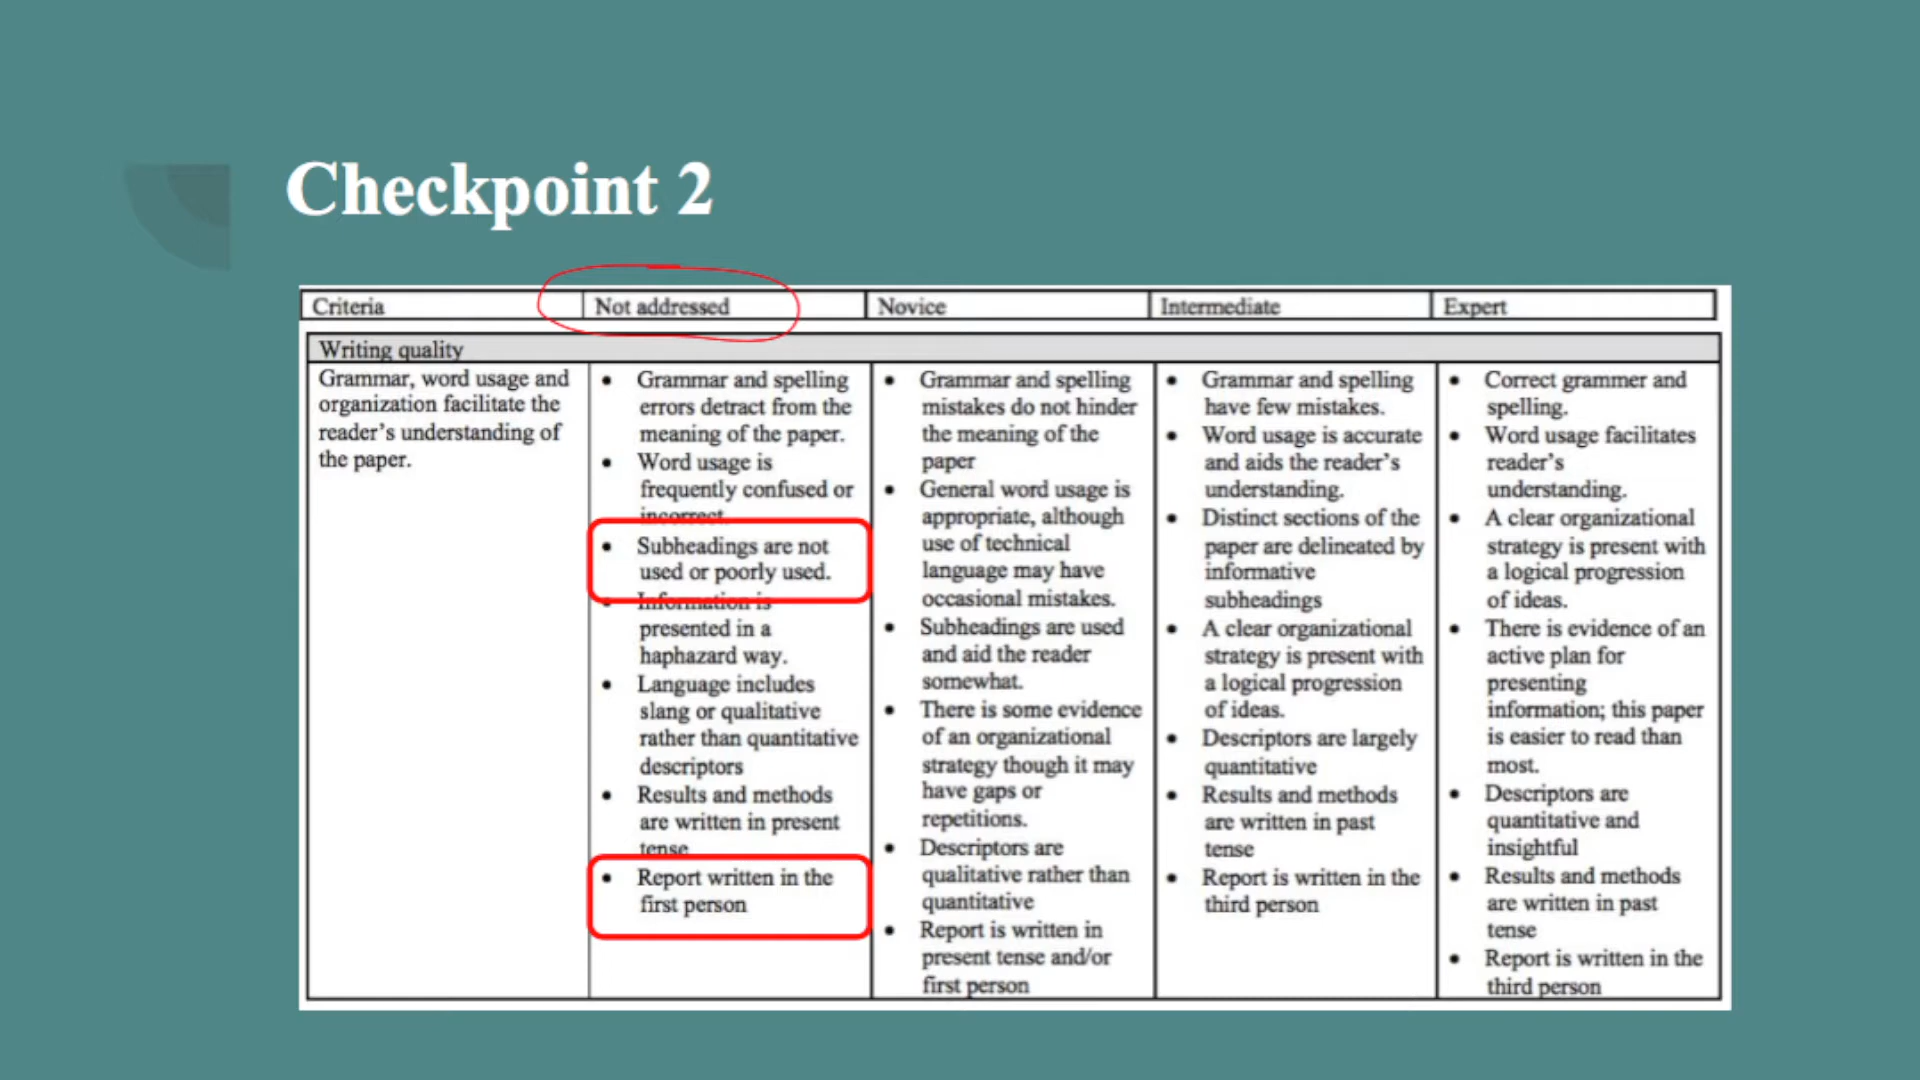 Checkpoint 2
Criteria
Not addressed
Novice
Intermediate
Expert
Writing quality
Grammar, word usage and
organization facilitate the
reader's understanding of
the paper.
• Grammar and spelling
errors detract from the
meaning of the paper.
• Word usage is
frequently confused or
incorrect.
• Subheadings are not
used or poorly used.
• Information is
presented in a
haphazard way.
• Language includes
slang or qualitative
rather than quantitative
descriptors
• Results and methods
are written in present
tense
• Report written in the
first person
• Grammar and spelling
mistakes do not hinder
the meaning of the
paper
• General word usage is
appropriate, although
use of technical
language may have
occasional mistakes.
• Subheadings are used
and aid the reader
somewhat.
• There is some evidence
of an organizational
strategy though it may
have gaps or
repetitions.
• Descriptors are
qualitative rather than
quantitative
• Report is written in
present tense and/or
first person
• Grammar and spelling
have few mistakes.
• Word usage is accurate
and aids the reader's
understanding.
• Distinct sections of the
paper are delineated by
informative
subheadings
• A clear organizational
strategy is present with
a logical progression
of ideas.
• Descriptors are largely
quantitative
• Results and methods
are written in past
tense
• Report is written in the
third person
• Correct grammer and
spelling.
• Word usage facilitates
reader's
understanding.
• A clear organizational
strategy is present with
a logical progression
of ideas.
• There is evidence of an
active plan for
presenting
information; this paper
is easier to read than
most.
• Descriptors are
quantitative and
insightful
• Results and methods
are written in past
tense
• Report is written in the
third person